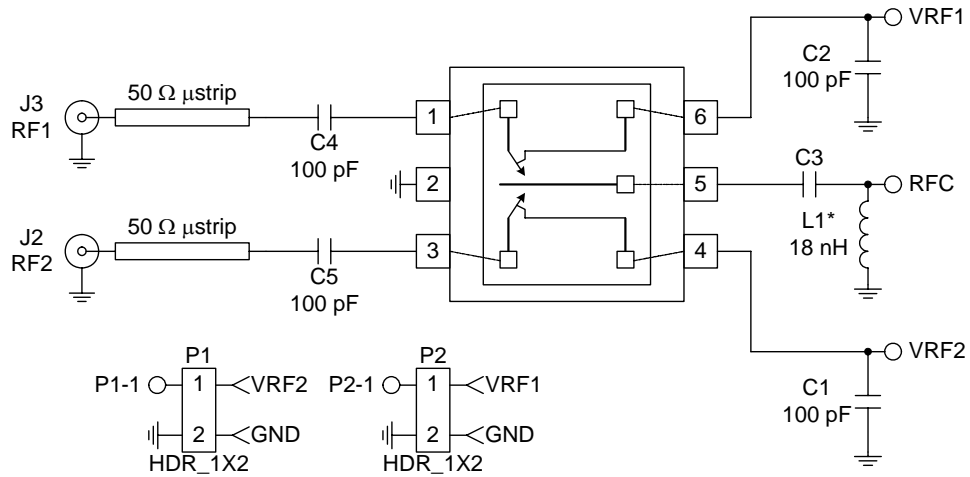 VRF1
C2
100 pF
J3
RF1
50 Ω μstrip
C4
100 pF
1
6
2
C3
5
RFC
L1*
18 nH
J2
RF2
50 Ω μstrip
C5
100 pF
3
4
VRF2
C1
100 pF
P1
P1-1
1
VRF2
2
GND
HDR_1X2
P2
P2-1
1
VRF1
2
GND
HDR_1X2